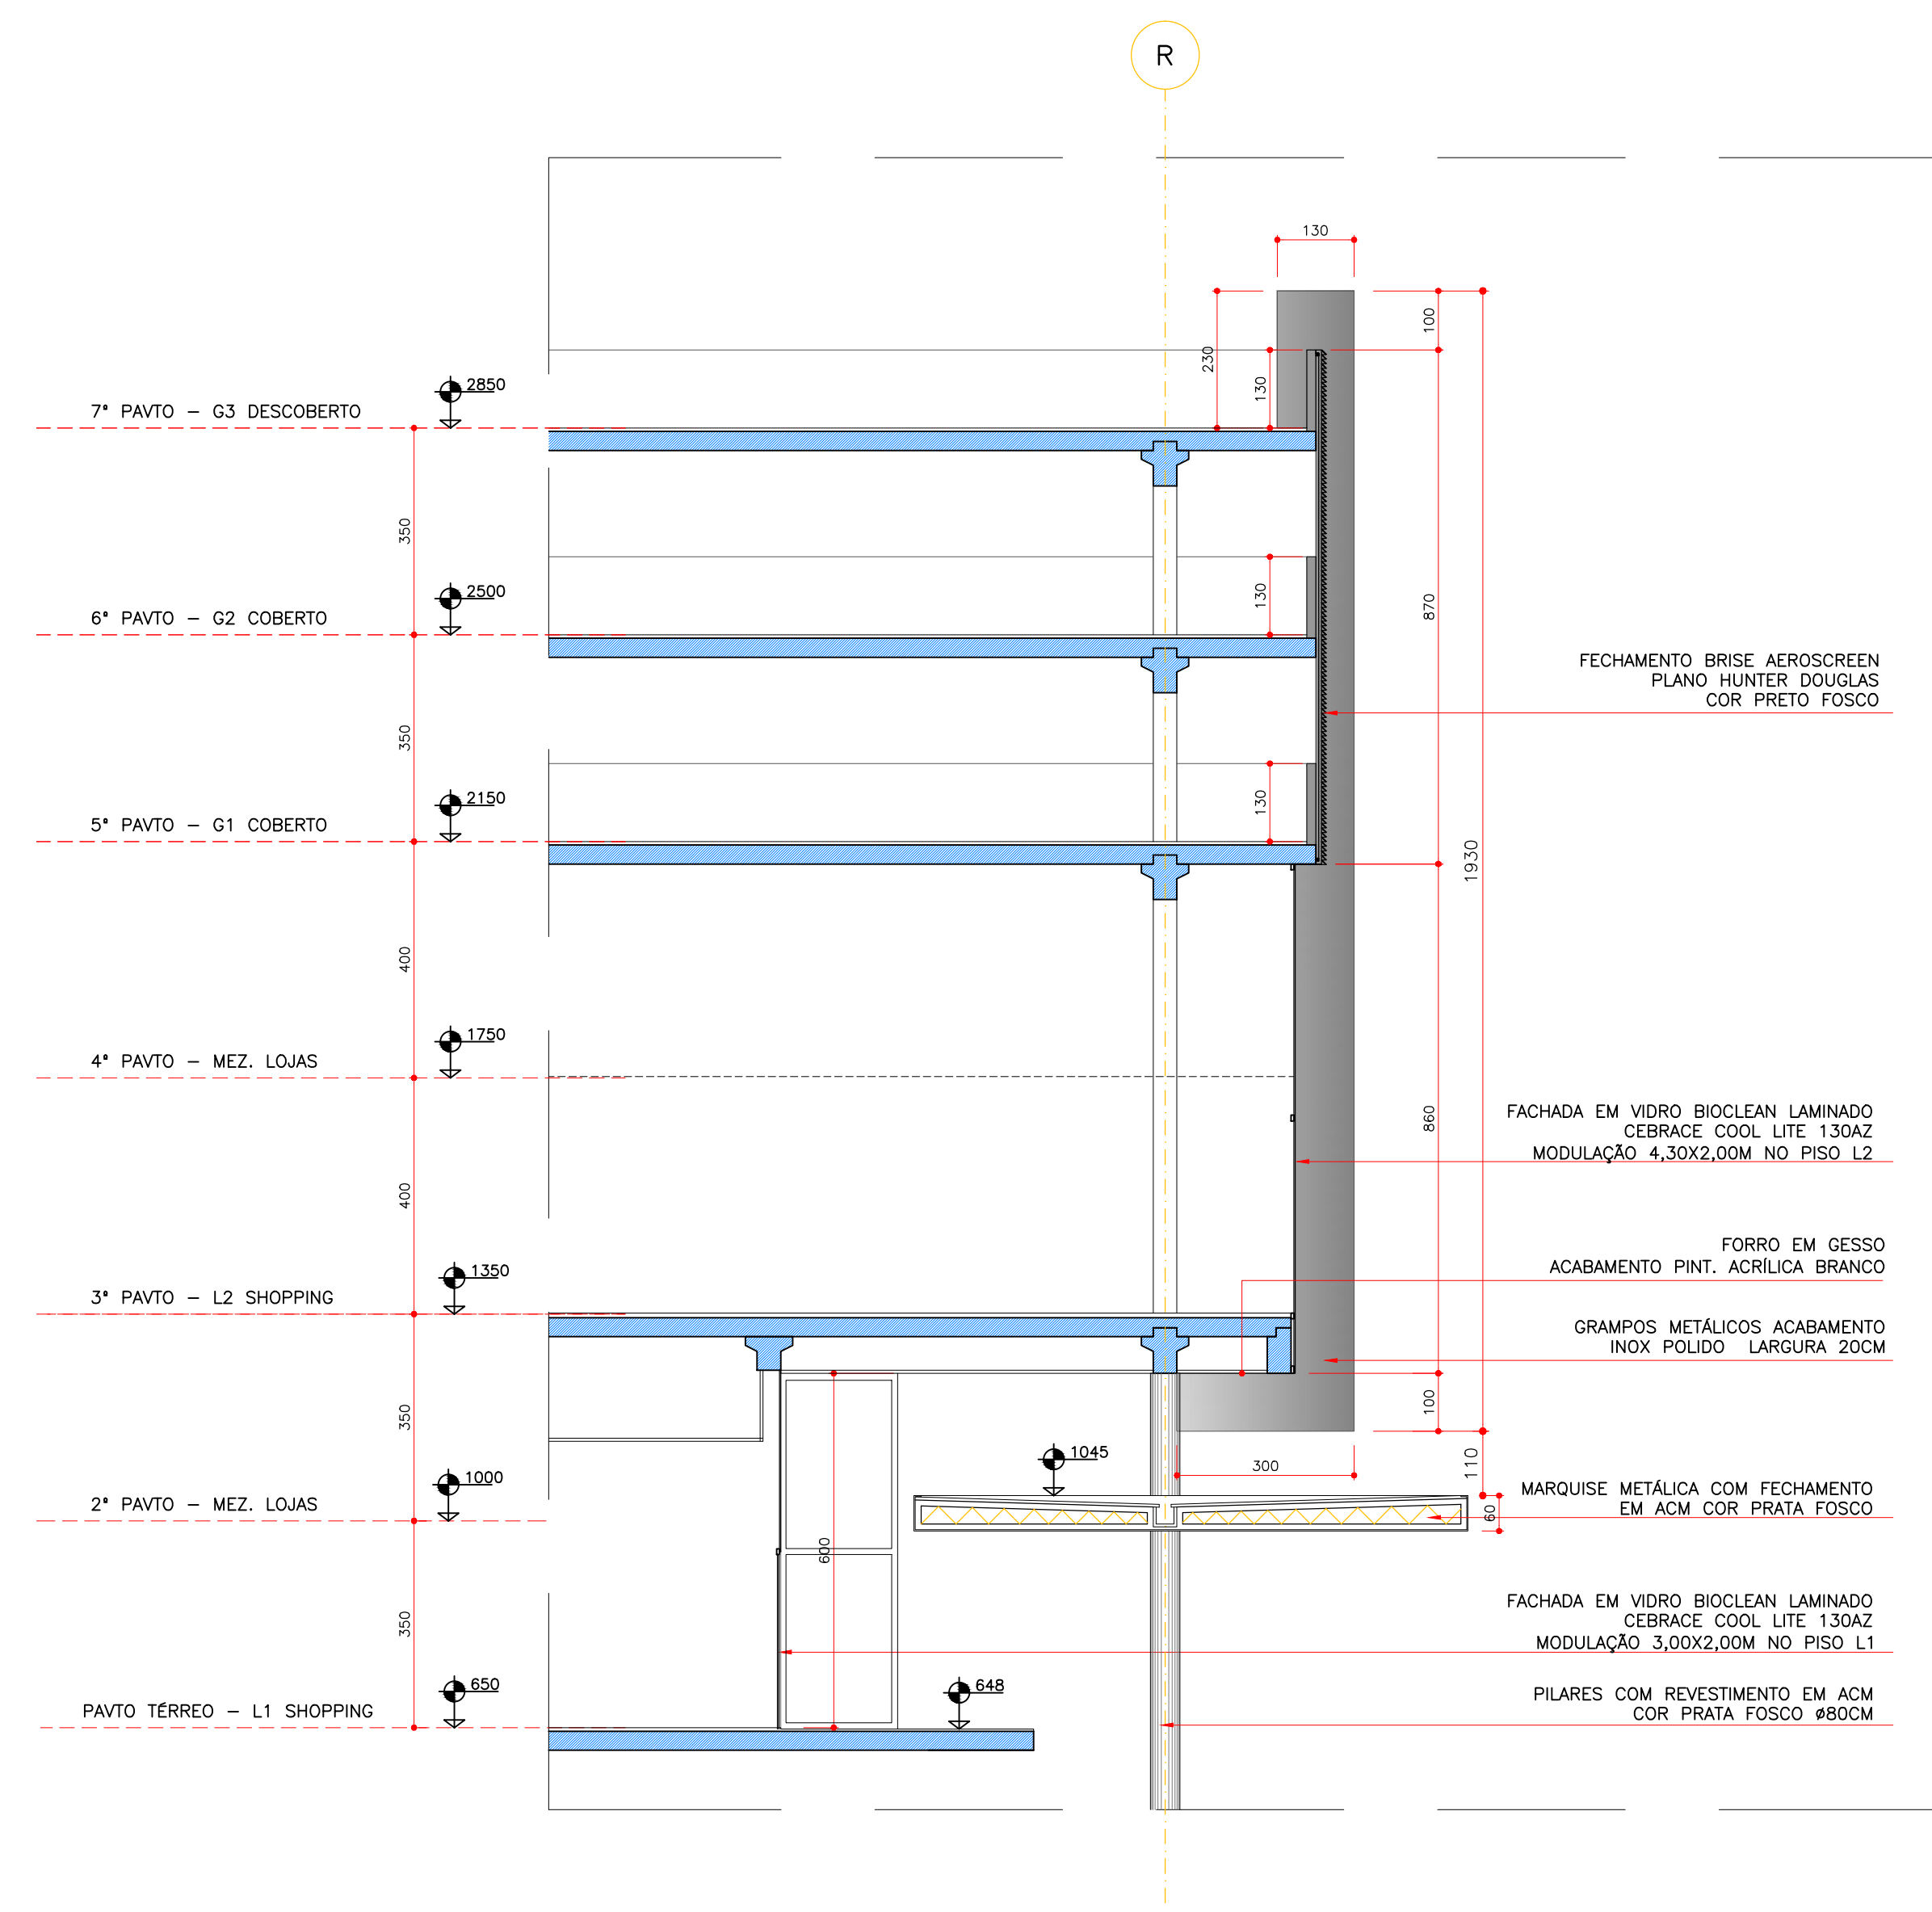 R
130
100
230
130
2850
7º PAVTO – G3 DESCOBERTO
350
130
2500
6º PAVTO – G2 COBERTO
870
FECHAMENTO BRISE AEROSCREEN
PLANO HUNTER DOUGLAS
COR PRETO FOSCO
350
130
2150
5º PAVTO – G1 COBERTO
1930
400
1750
4º PAVTO – MEZ. LOJAS
860
FACHADA EM VIDRO BIOCLEAN LAMINADO
CEBRACE COOL LITE 130AZ
MODULAÇÃO 4,30X2,00M NO PISO L2
400
1350
3º PAVTO – L2 SHOPPING
FORRO EM GESSO
ACABAMENTO PINT. ACRÍLICA BRANCO
GRAMPOS METÁLICOS ACABAMENTO
INOX POLIDO LARGURA 20CM
350
100
1045
300
110
1000
2º PAVTO – MEZ. LOJAS
MARQUISE METÁLICA COM FECHAMENTO
EM ACM COR PRATA FOSCO
60
600
350
FACHADA EM VIDRO BIOCLEAN LAMINADO
CEBRACE COOL LITE 130AZ
MODULAÇÃO 3,00X2,00M NO PISO L1
650
648
PAVTO TÉRREO – L1 SHOPPING
PILARES COM REVESTIMENTO EM ACM
COR PRATA FOSCO Ø80CM